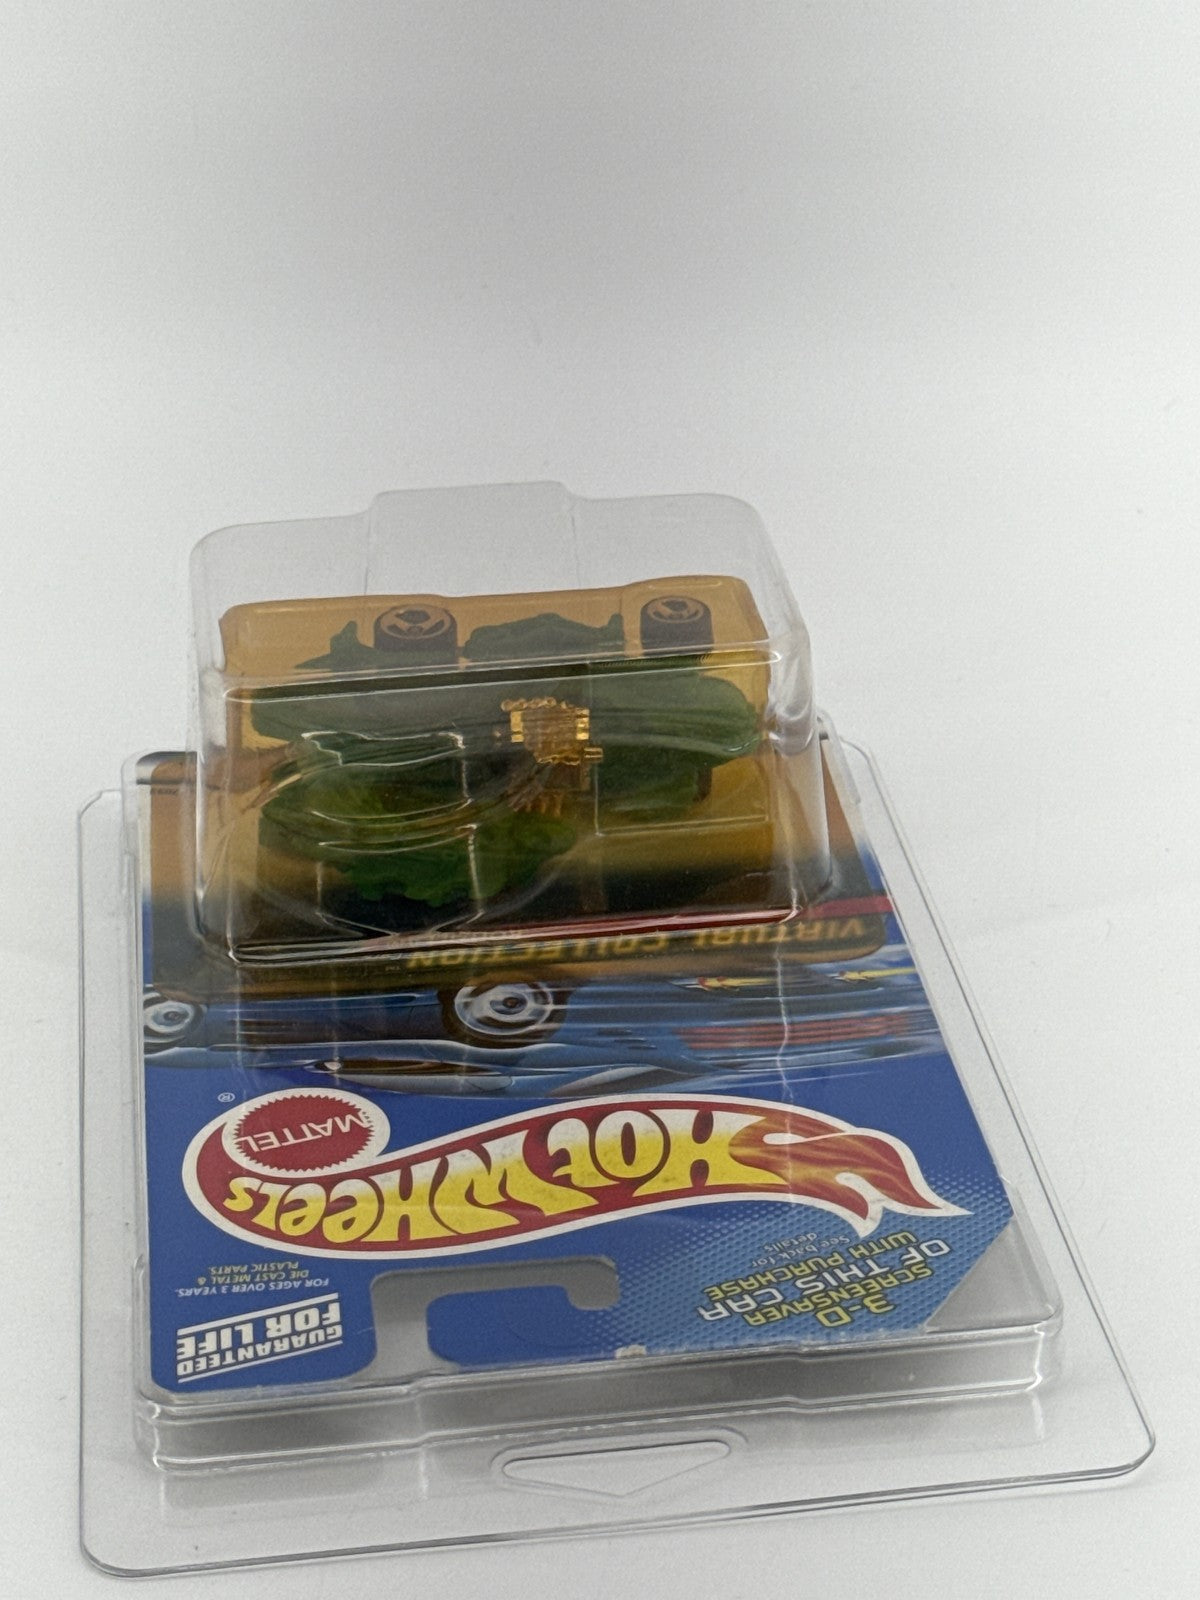 3-D
SCREENSAVER
OF THIS CAR
WITH PURCHASE
See back for
details
GUARANTEED
FOR LIFE
FOR AGES OVER 3 YEARS.
DIE CAST METAL &
PLASTIC PARTS.
HOT WHEELS
MATTEL
®
VIRTUAL COLLECTION™